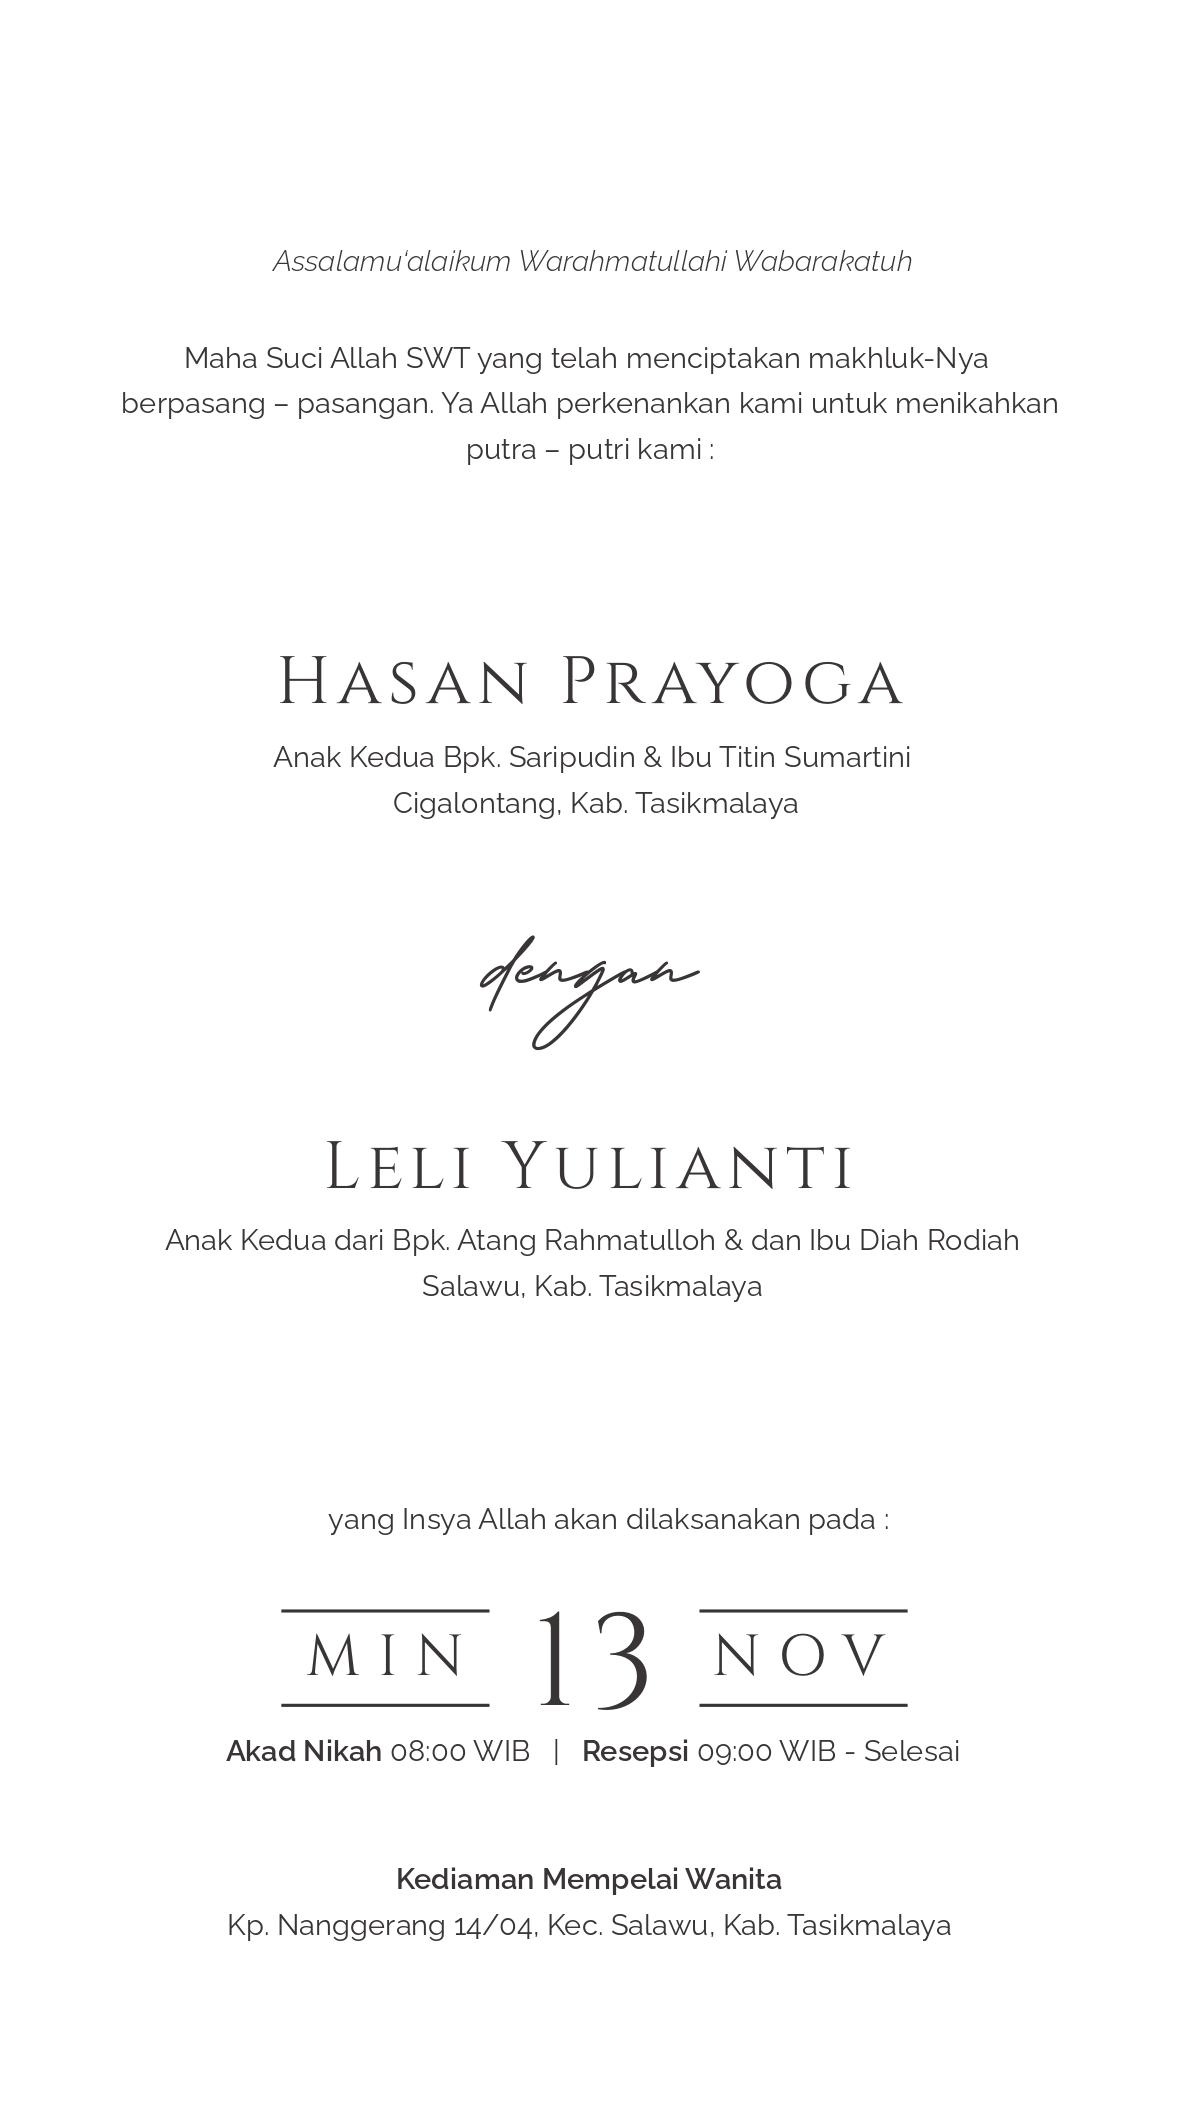 Assalamu‘alaikum Warahmatullahi Wabarakatuh
Maha Suci Allah SWT yang telah menciptakan makhluk-Nya
berpasang – pasangan. Ya Allah perkenankan kami untuk menikahkan
putra – putri kami :
Hasan Prayoga
Anak Kedua Bpk. Saripudin & Ibu Titin Sumartini
Cigalontang, Kab. Tasikmalaya
dengan
Leli Yulianti
Anak Kedua dari Bpk. Atang Rahmatulloh & dan Ibu Diah Rodiah
Salawu, Kab. Tasikmalaya
yang Insya Allah akan dilaksanakan pada :
MIN 13 NOV
Akad Nikah 08:00 WIB | Resepsi 09:00 WIB - Selesai
Kediaman Mempelai Wanita
Kp. Nanggerang 14/04, Kec. Salawu, Kab. Tasikmalaya